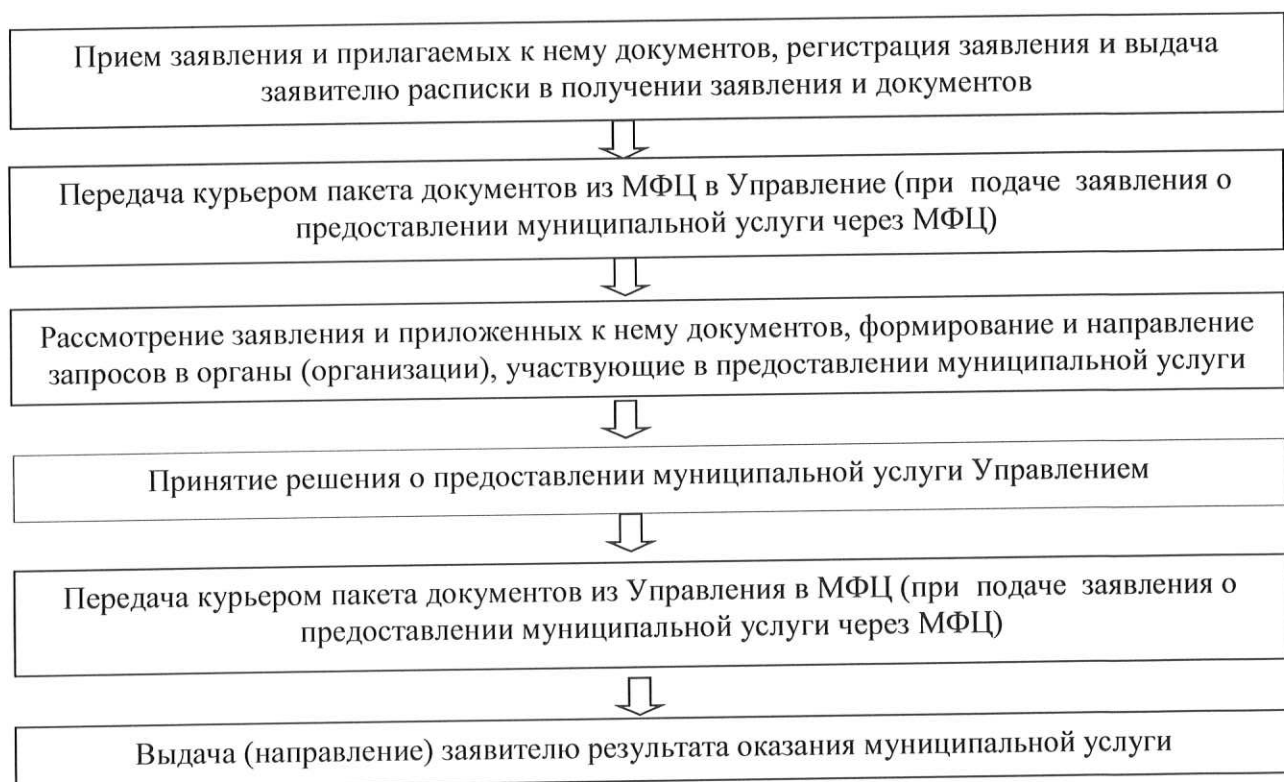 Прием заявления и прилагаемых к нему документов, регистрация заявления и выдача
заявителю расписки в получении заявления и документов
Передача курьером пакета документов из МФЦ в Управление (при подаче заявления о
предоставлении муниципальной услуги через МФЦ)
Рассмотрение заявления и приложенных к нему документов, формирование и направление
запросов в органы (организации), участвующие в предоставлении муниципальной услуги
Принятие решения о предоставлении муниципальной услуги Управлением
Передача курьером пакета документов из Управления в МФЦ (при подаче заявления о
предоставлении муниципальной услуги через МФЦ)
Выдача (направление) заявителю результата оказания муниципальной услуги